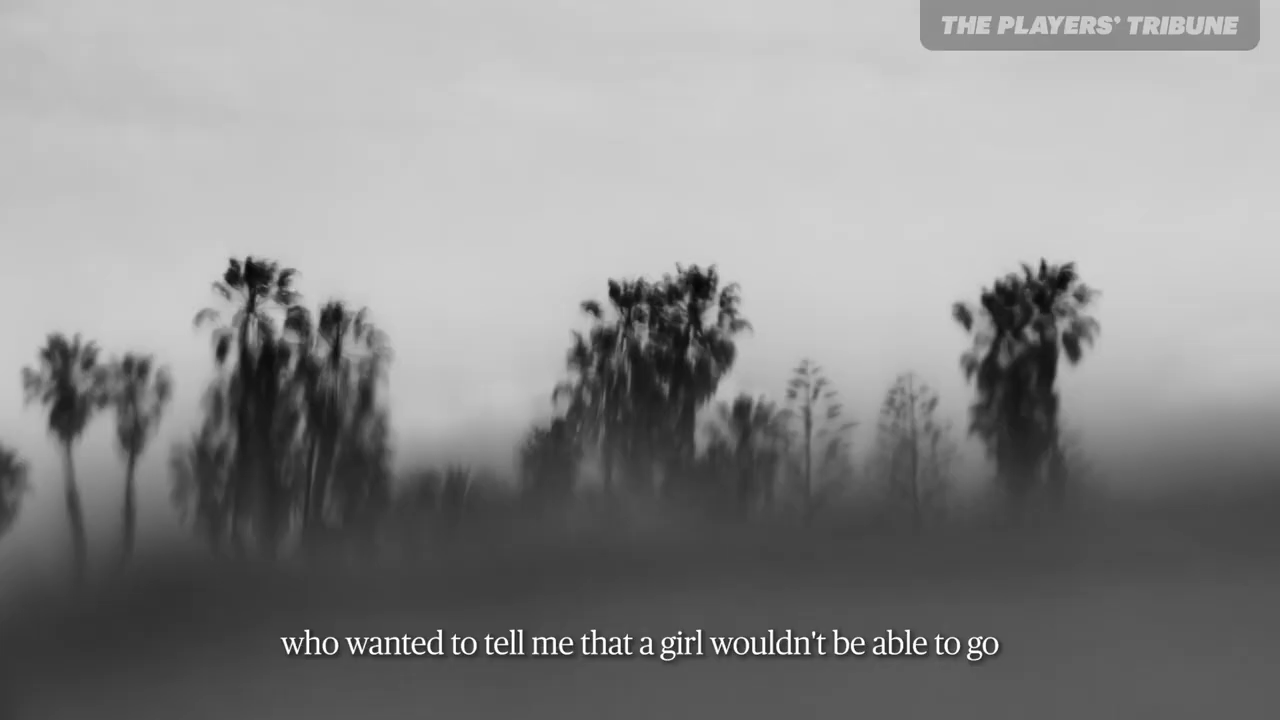 THE PLAYERS' TRIBUNE
who wanted to tell me that a girl wouldn't be able to go